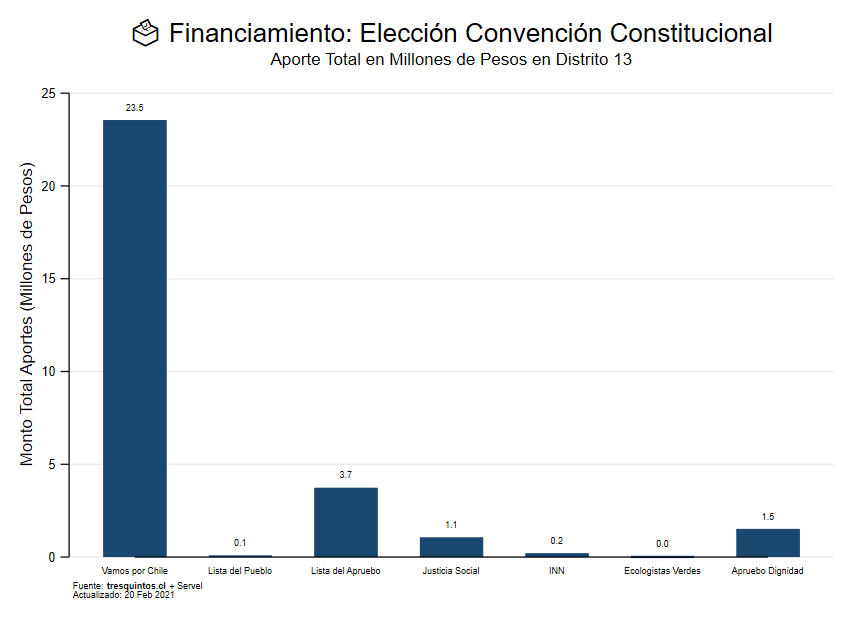 Financiamiento: Elección Convención Constitucional
Aporte Total en Millones de Pesos en Distrito 13
Monto Total Aportes (Millones de Pesos)
25
20
15
10
5
0
23.5
0.1
3.7
1.1
0.2
0.0
1.5
Vamos por Chile
Lista del Pueblo
Lista del Apruebo
Justicia Social
INN
Ecologistas Verdes
Apruebo Dignidad
Fuente: tresquintos.cl + Servel
Actualizado: 20 Feb 2021